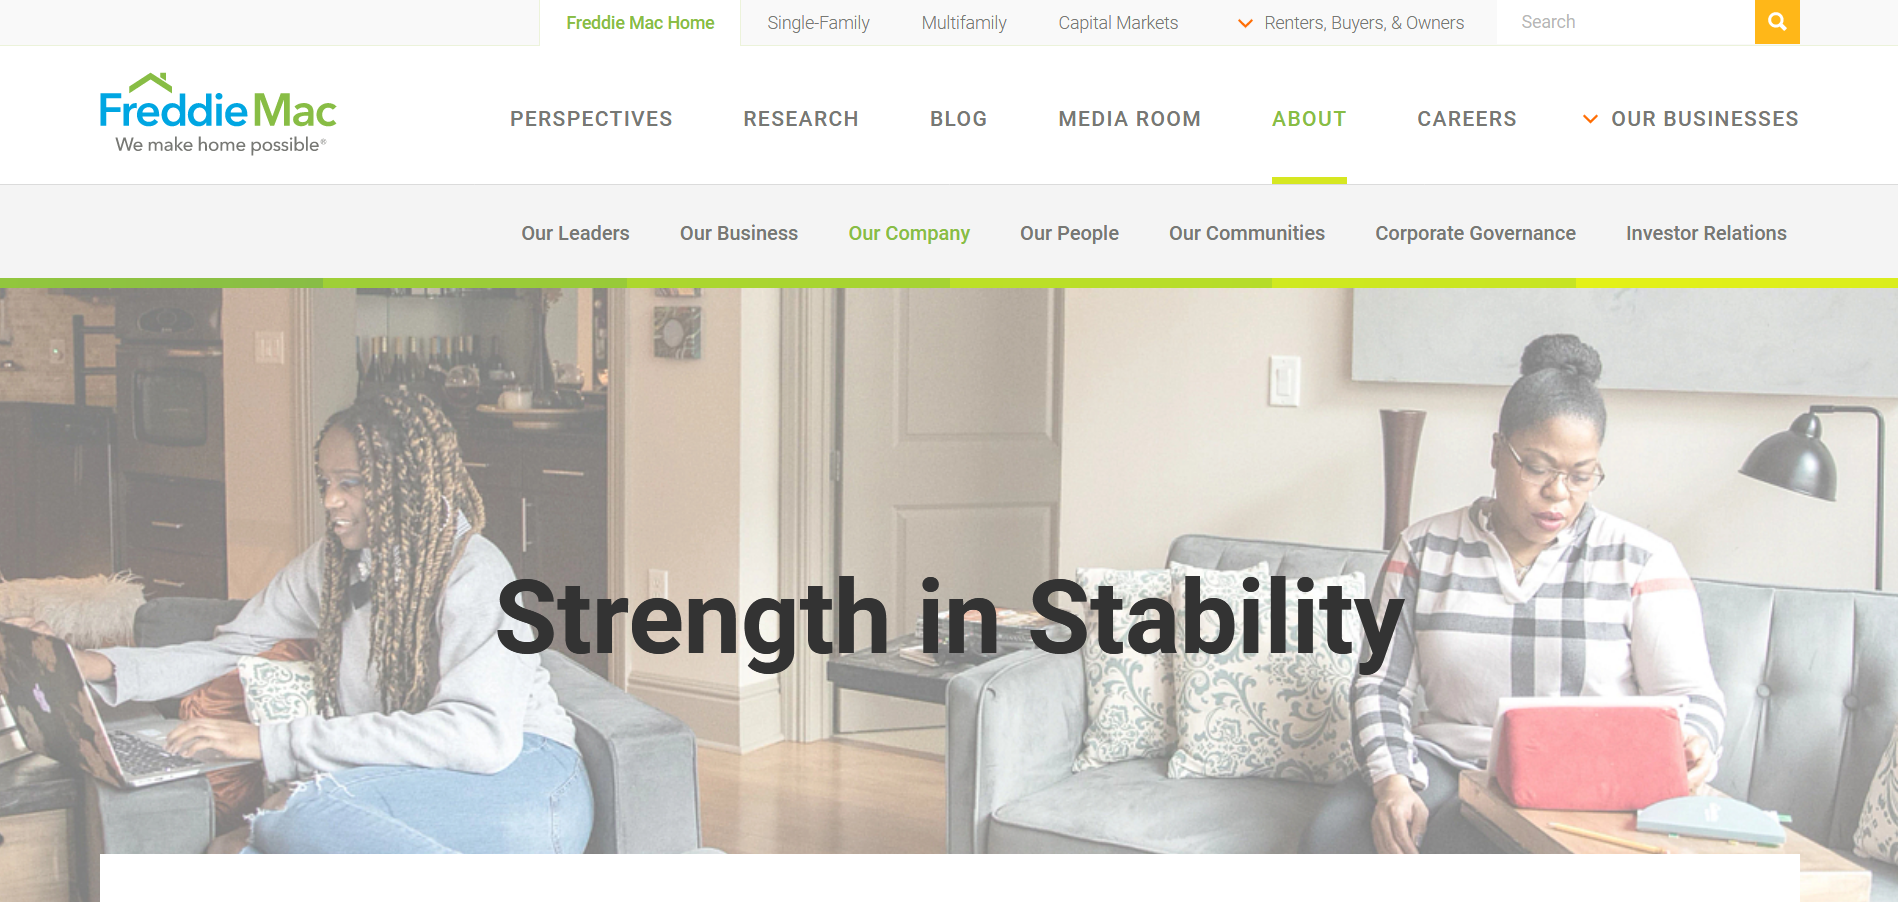 Freddie Mac Home Single-Family Multifamily Capital Markets Renters, Buyers, & Owners Search
Freddie Mac
We make home possible®
PERSPECTIVES RESEARCH BLOG MEDIA ROOM ABOUT CAREERS OUR BUSINESSES
Our Leaders Our Business Our Company Our People Our Communities Corporate Governance Investor Relations
Strength in Stability